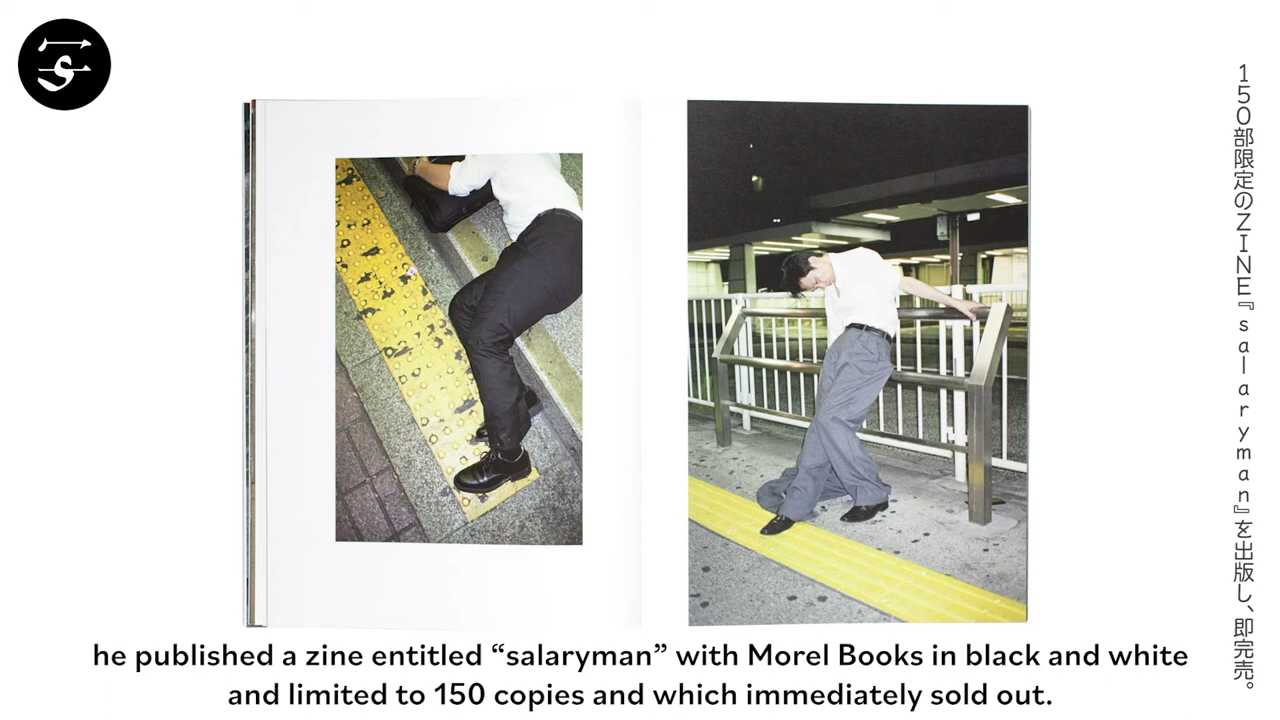 150部限定のZINE『salaryman』を出版し、即完売。
he published a zine entitled “salaryman” with Morel Books in black and white
and limited to 150 copies and which immediately sold out.